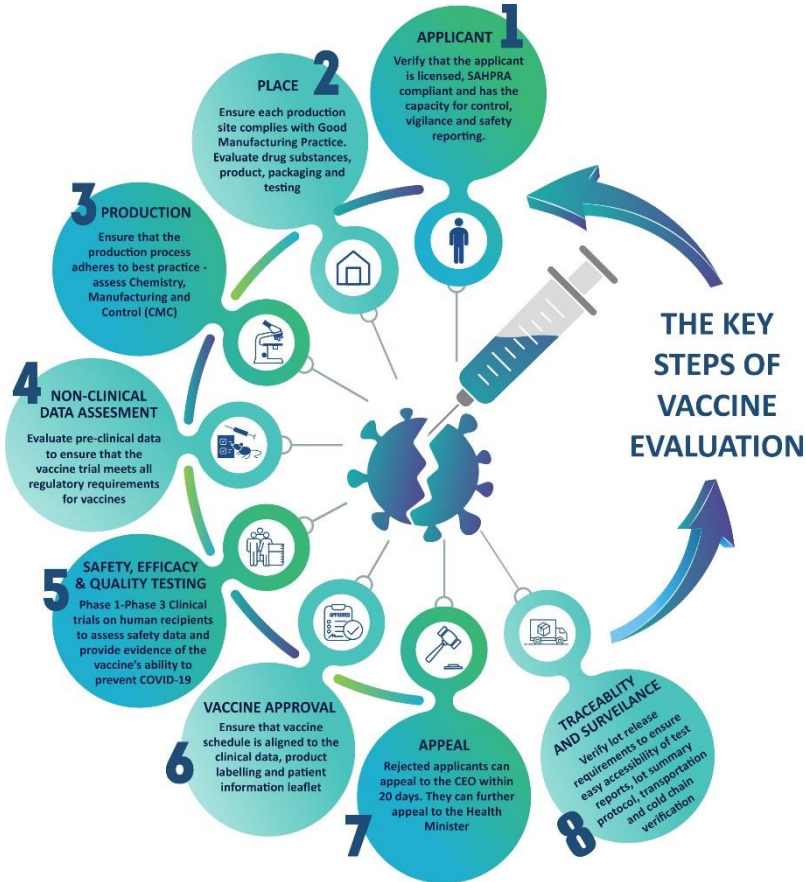 1
APPLICANT
Verify that the applicant
is licensed, SAHPRA
compliant and has the
capacity for control,
vigilance and safety
reporting.
2
PLACE
Ensure each production
site complies with Good
Manufacturing Practice.
Evaluate drug substances,
product, packaging and
testing
3
PRODUCTION
Ensure that the
production process
adheres to best practice -
assess Chemistry,
Manufacturing and
Control (CMC)
4
NON-CLINICAL
DATA ASSESMENT
Evaluate pre-clinical data
to ensure that the
vaccine trial meets all
regulatory requirements
for vaccines
5
SAFETY, EFFICACY
& QUALITY TESTING
Phase 1-Phase 3 Clinical
trials on human recipients
to assess safety data and
provide evidence of the
vaccine's ability to
prevent COVID-19
APPROVED
6
VACCINE APPROVAL
Ensure that vaccine
schedule is aligned to the
clinical data, product
labelling and patient
information leaflet
7
APPEAL
Rejected applicants can
appeal to the CEO within
20 days. They can further
appeal to the Health
Minister
8
TRACEABLITY
AND SURVEILANCE
Verify lot release
requirements to ensure
easy accessibility of test
reports, lot summary
protocol, transportation
and cold chain
verification
THE KEY
STEPS OF
VACCINE
EVALUATION